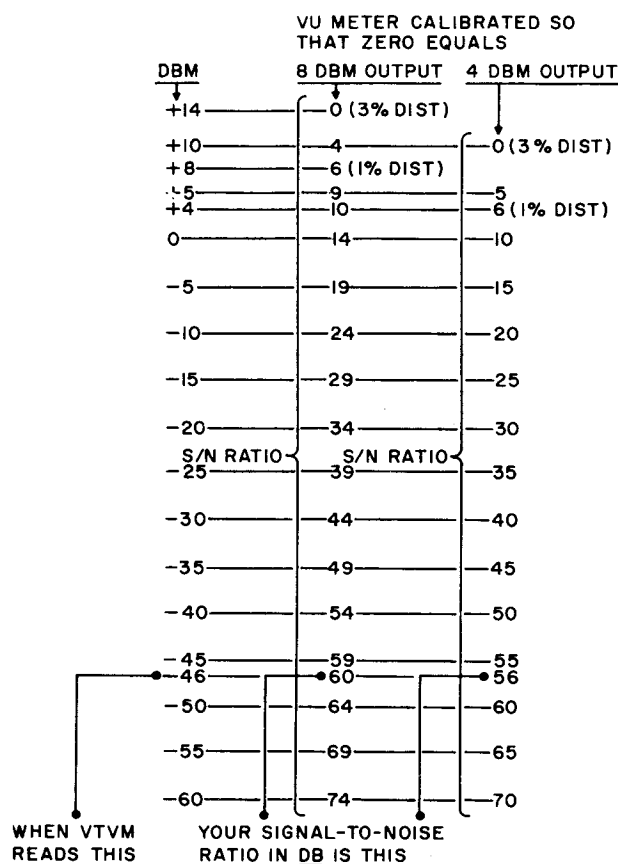 VU METER CALIBRATED SO
THAT ZERO EQUALS
DBM 8 DBM OUTPUT 4 DBM OUTPUT
+14 0 (3% DIST)
+10 4 0 (3% DIST)
+8 6 (1% DIST)
+5 9 5
+4 10 6 (1% DIST)
0 14 10
-5 19 15
-10 24 20
-15 29 25
-20 34 30
S/N RATIO S/N RATIO
-25 39 35
-30 44 40
-35 49 45
-40 54 50
-45 59 55
-46 60 56
-50 64 60
-55 69 65
-60 74 70
WHEN VTVM YOUR SIGNAL-TO-NOISE
READS THIS RATIO IN DB IS THIS